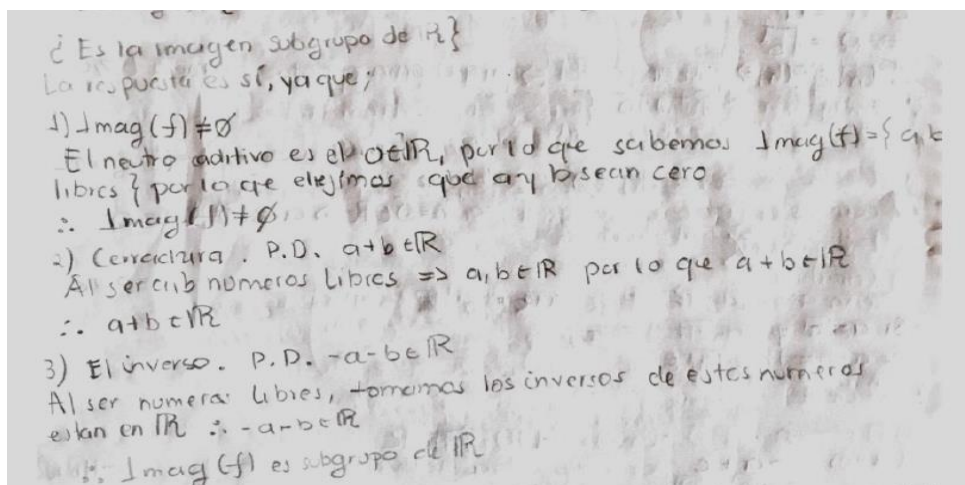 ¿ Es la imagen subgrupo de ℝ}
La respuesta es sí, ya que;
1) Imag(f)≠∅
El neutro aditivo es el 0∈ℝ, por lo que sabemos Imag(f)={ a,b
libres } por lo que elejimos que a y b sean cero
∴ Imag(f)≠∅
2) Cerradura. P.D. a+b∈ℝ
Al ser a,b numeros libres => a,b∈ℝ por lo que a+b∈ℝ
∴ a+b∈ℝ
3) El inverso. P.D. -a-b∈ℝ
Al ser numeros libres, tomamos los inversos de estos numeros
estan en ℝ ∴ -a-b∈ℝ
∴ Imag(f) es subgrupo de ℝ